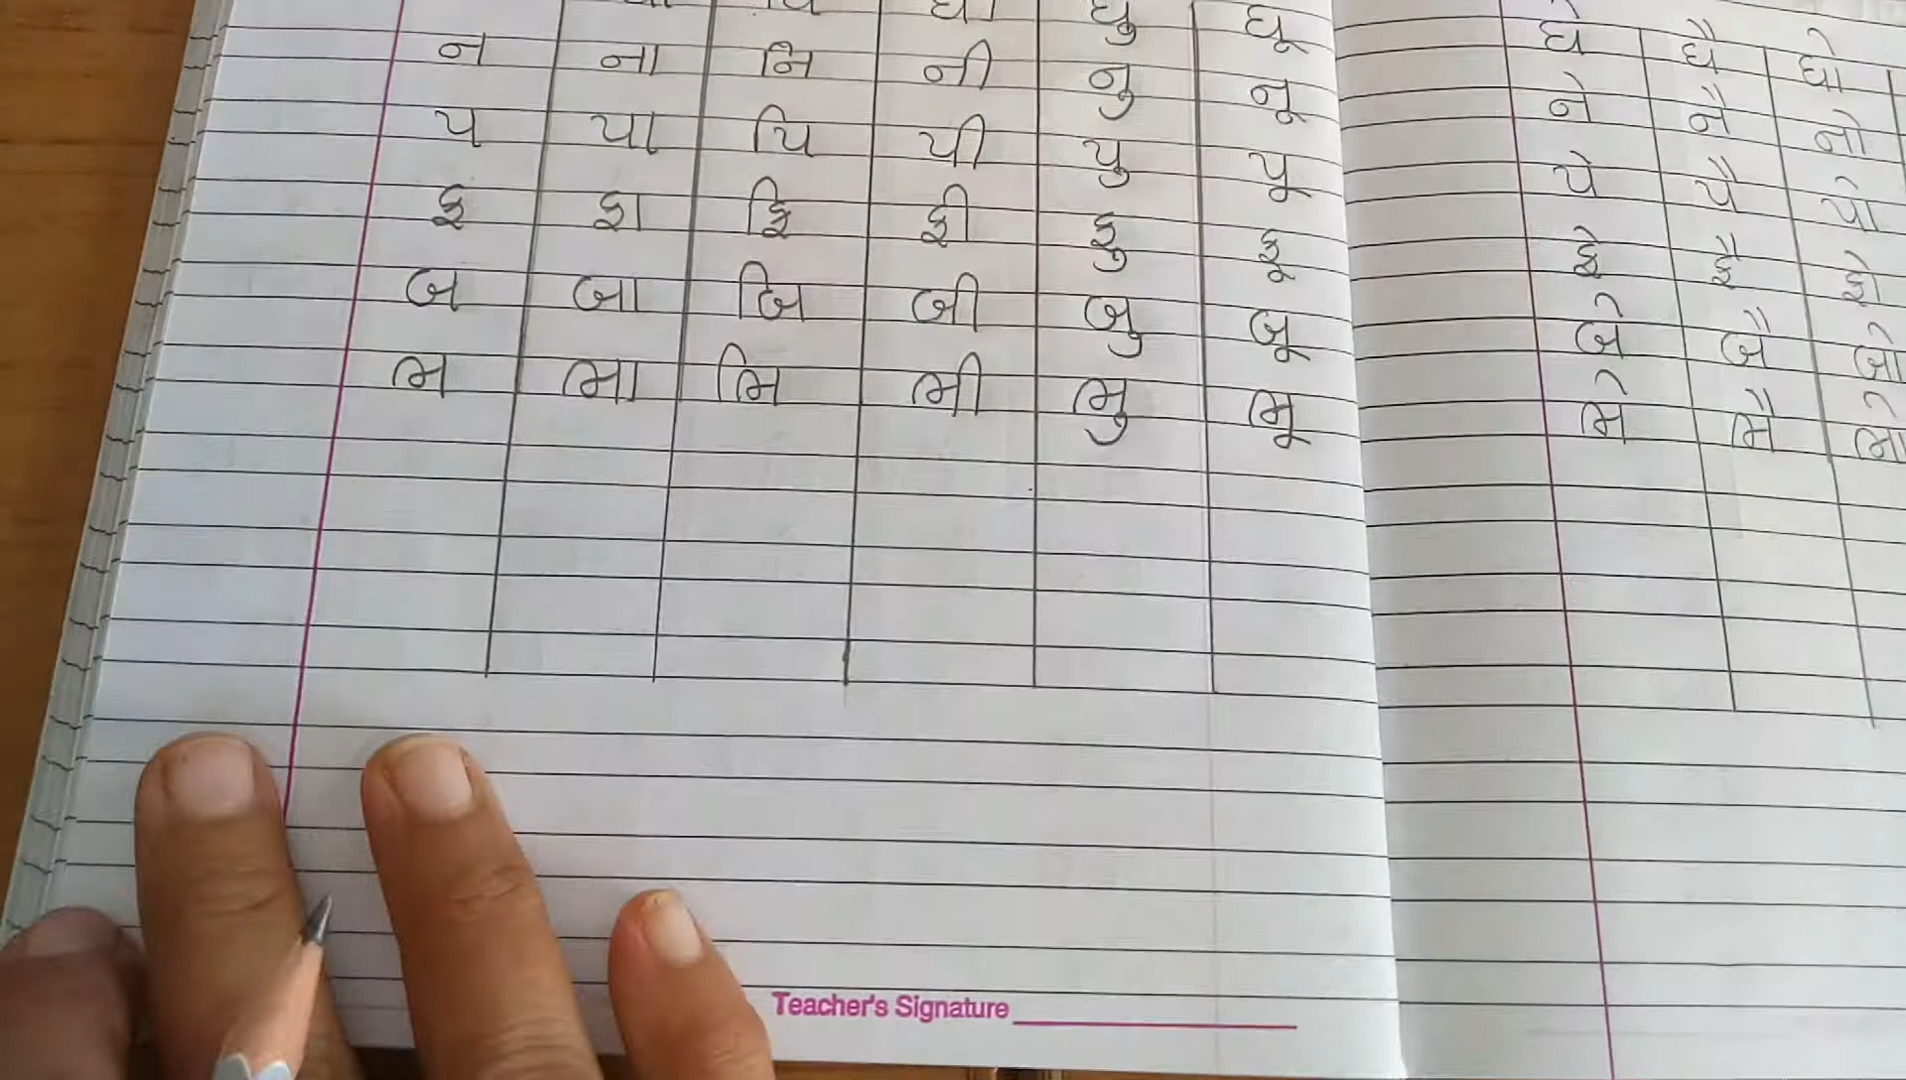 ધુ ધૂ
ન ના નિ ની નુ નૂ
પ પા પિ પી પુ પૂ
ફ ફા ફિ ફી ફુ ફૂ
બ બા બિ બી બુ બૂ
ભ ભા ભિ ભી ભુ ભૂ
Teacher's Signature
ધે ધૈ ધો
ને નૈ નો
પે પૈ પો
ફે ફૈ ફો
બે બૈ બો
ભે ભૈ ભો